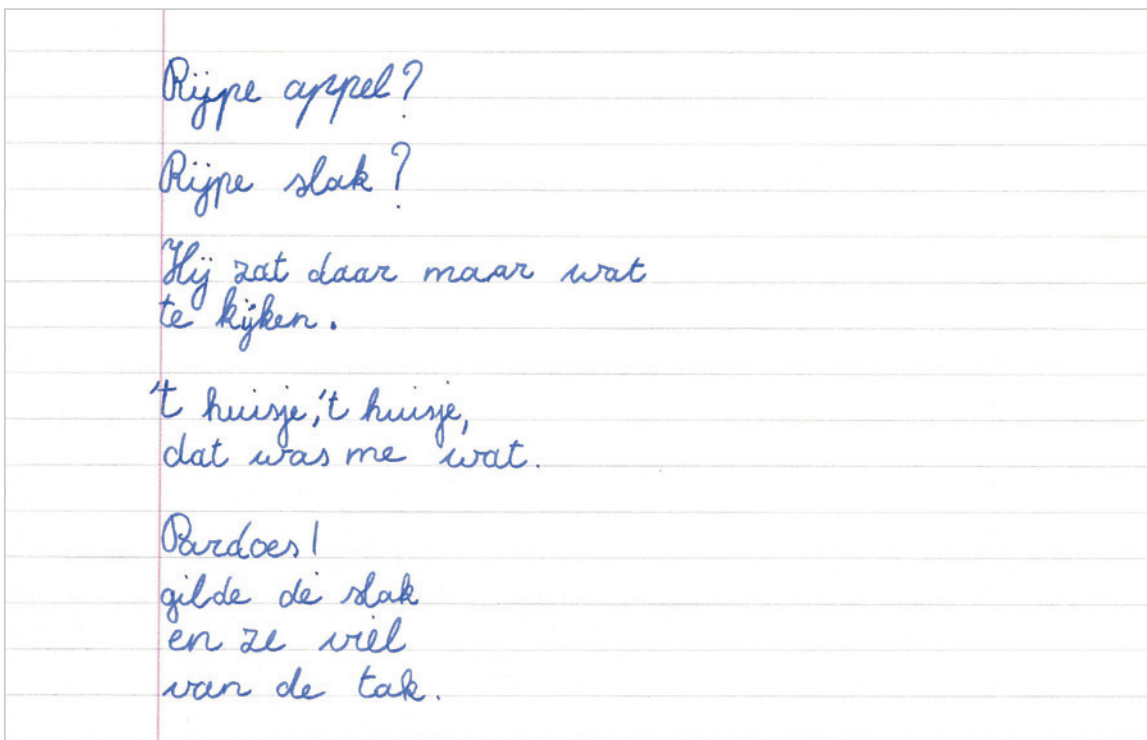 Rijpe appel?
Rijpe slak?
Hij zat daar maar wat
te kijken.
't huisje, 't huisje,
dat was me wat.
Pardoes!
gilde de slak
en ze viel
van de tak.